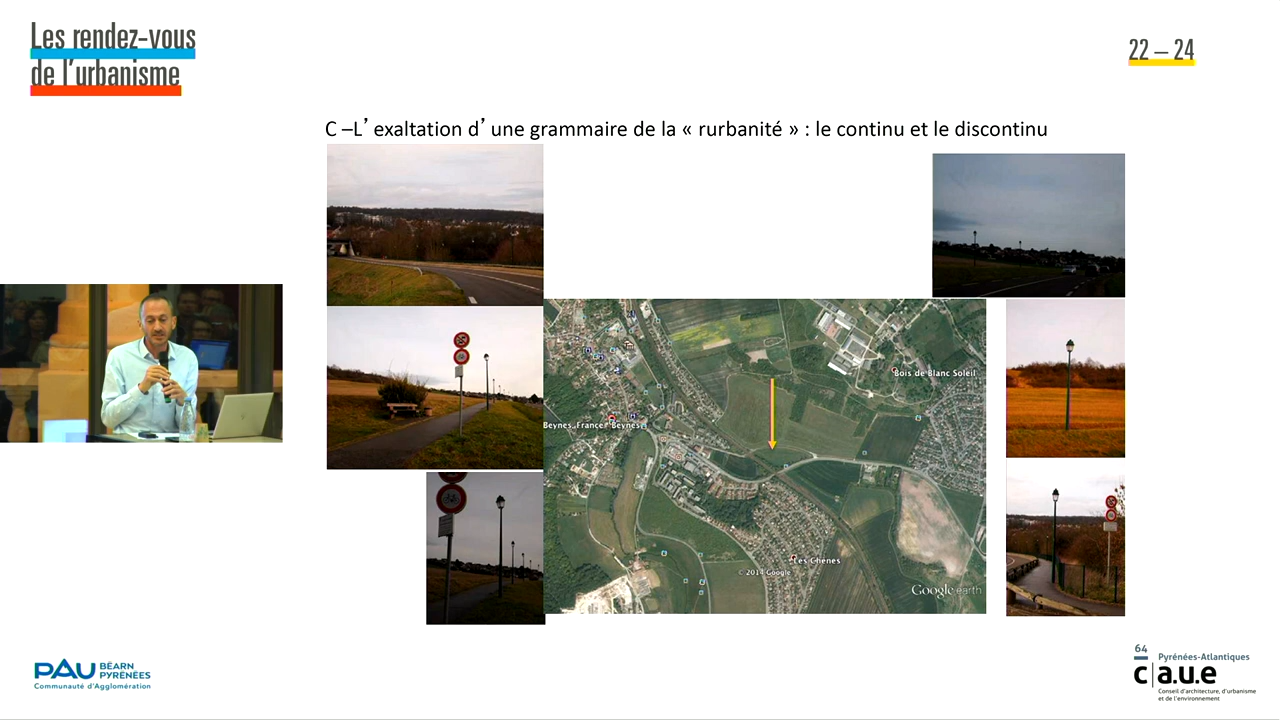 Les rendez-vous
de l'urbanisme
22 – 24
C –L’exaltation d’une grammaire de la « rurbanité » : le continu et le discontinu
Bois de Blanc Soleil
Beynes, France Beynes
Les Chênes
© 2014 Google
Google earth
PAU BÉARN
PYRÉNÉES
Communauté d'Agglomération
64
Pyrénées-Atlantiques
c|a.u.e
Conseil d'architecture, d'urbanisme
et de l'environnement